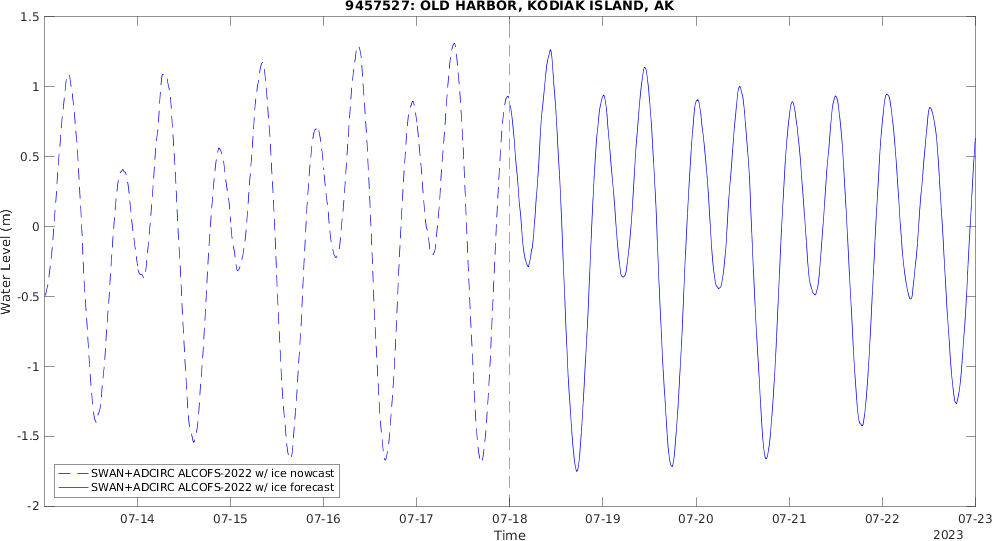 9457527: OLD HARBOR, KODIAK ISLAND, AK
1.5
1
0.5
0
-0.5
-1
-1.5
-2
Water Level (m)
SWAN+ADCIRC ALCOFS-2022 w/ ice nowcast
SWAN+ADCIRC ALCOFS-2022 w/ ice forecast
07-14 07-15 07-16 07-17 07-18 07-19 07-20 07-21 07-22 07-23
Time
2023